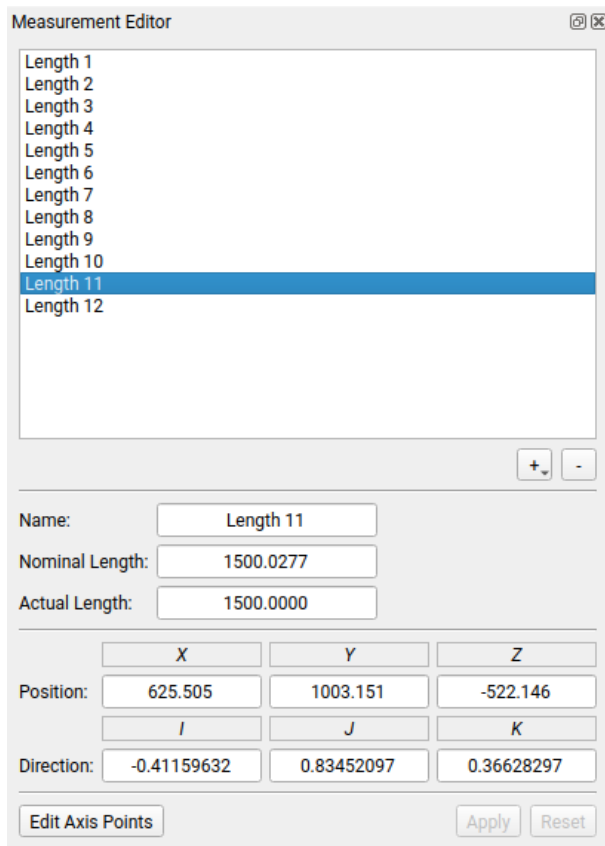 Measurement Editor
Length 1
Length 2
Length 3
Length 4
Length 5
Length 6
Length 7
Length 8
Length 9
Length 10
Length 11
Length 12
+ -
Name: Length 11
Nominal Length: 1500.0277
Actual Length: 1500.0000
X Y Z
Position: 625.505 1003.151 -522.146
I J K
Direction: -0.41159632 0.83452097 0.36628297
Edit Axis Points Apply Reset